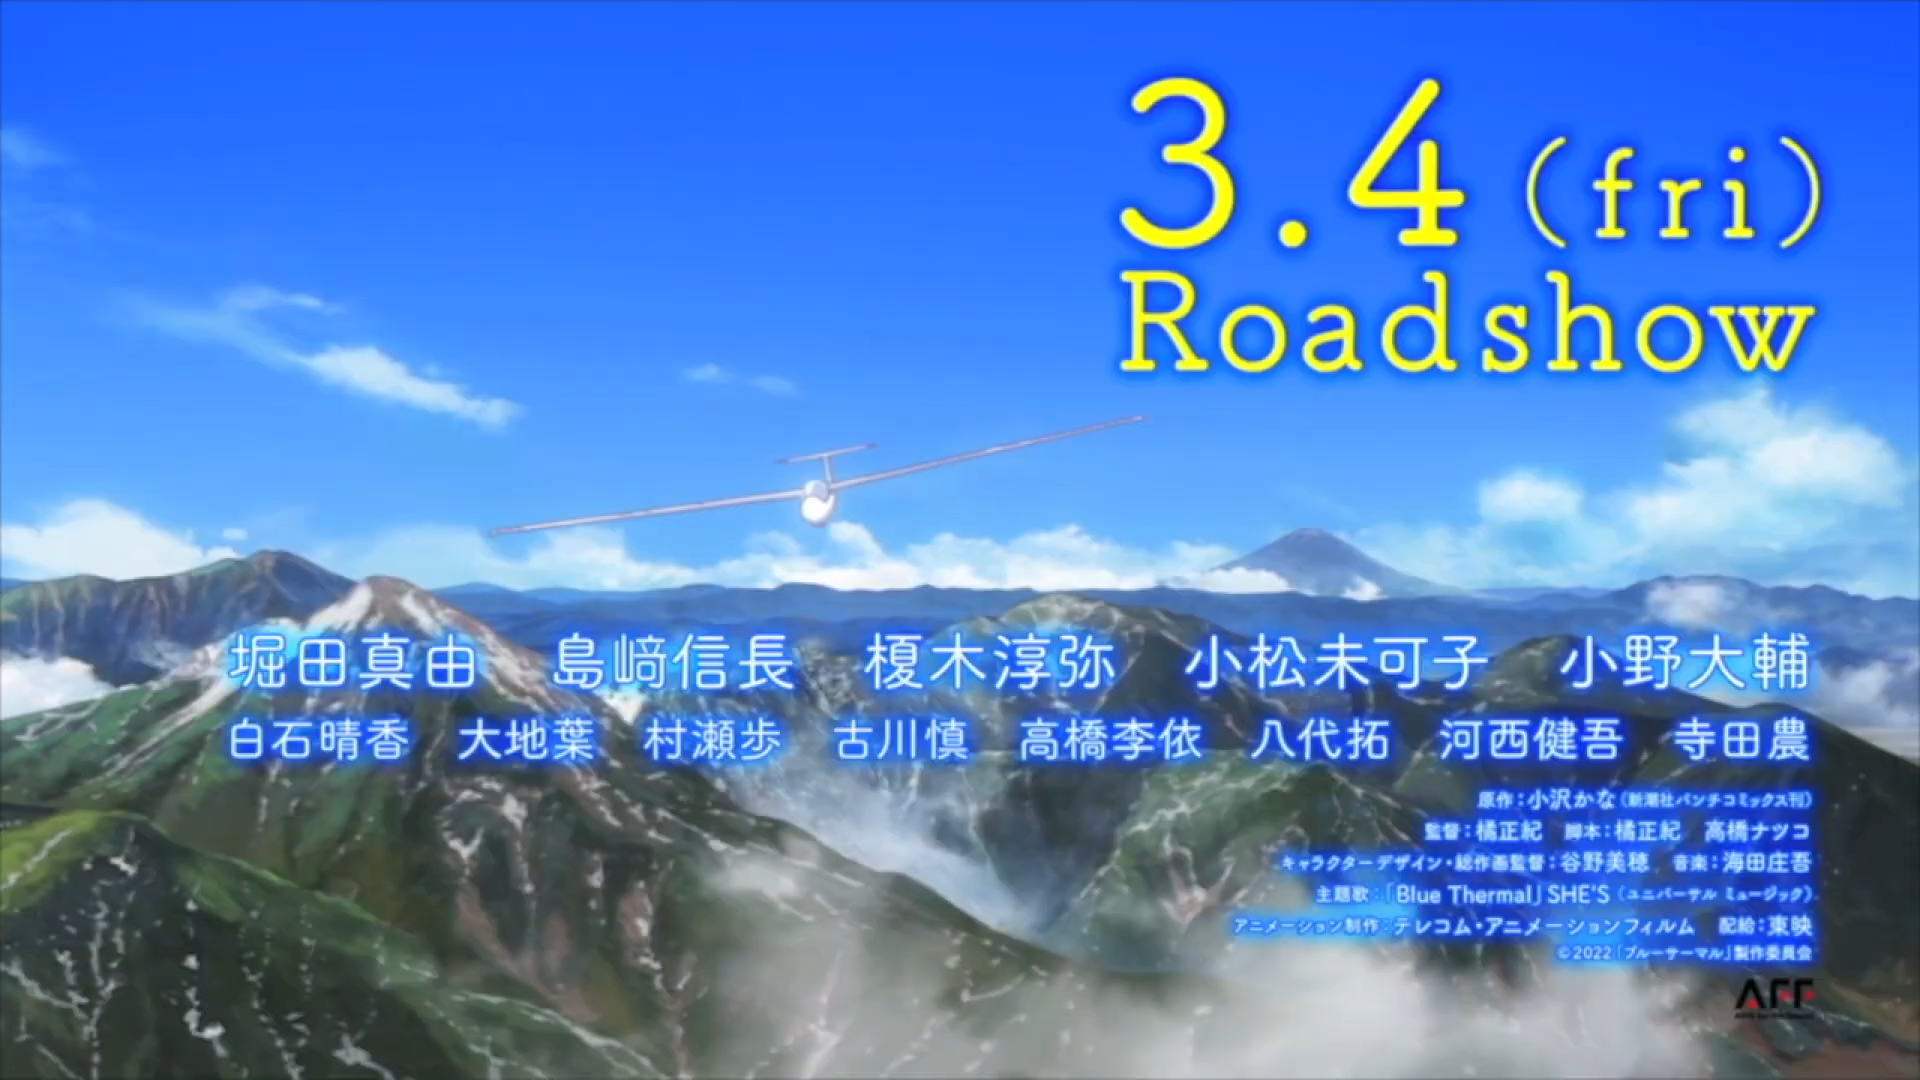 3.4（fri）
Roadshow
堀田真由　島﨑信長　榎木淳弥　小松未可子　小野大輔
白石晴香　大地葉　村瀬歩　古川慎　高橋李依　八代拓　河西健吾　寺田農
原作：小沢かな（新潮社バンチコミックス刊）
監督：橘正紀　脚本：橘正紀　高橋ナツコ
キャラクターデザイン・総作画監督：谷野美穂　音楽：海田庄吾
主題歌：「Blue Thermal」SHE'S（ユニバーサル ミュージック）
アニメーション制作：テレコム・アニメーションフィルム　配給：東映
©2022「ブルーサーマル」製作委員会
AFF